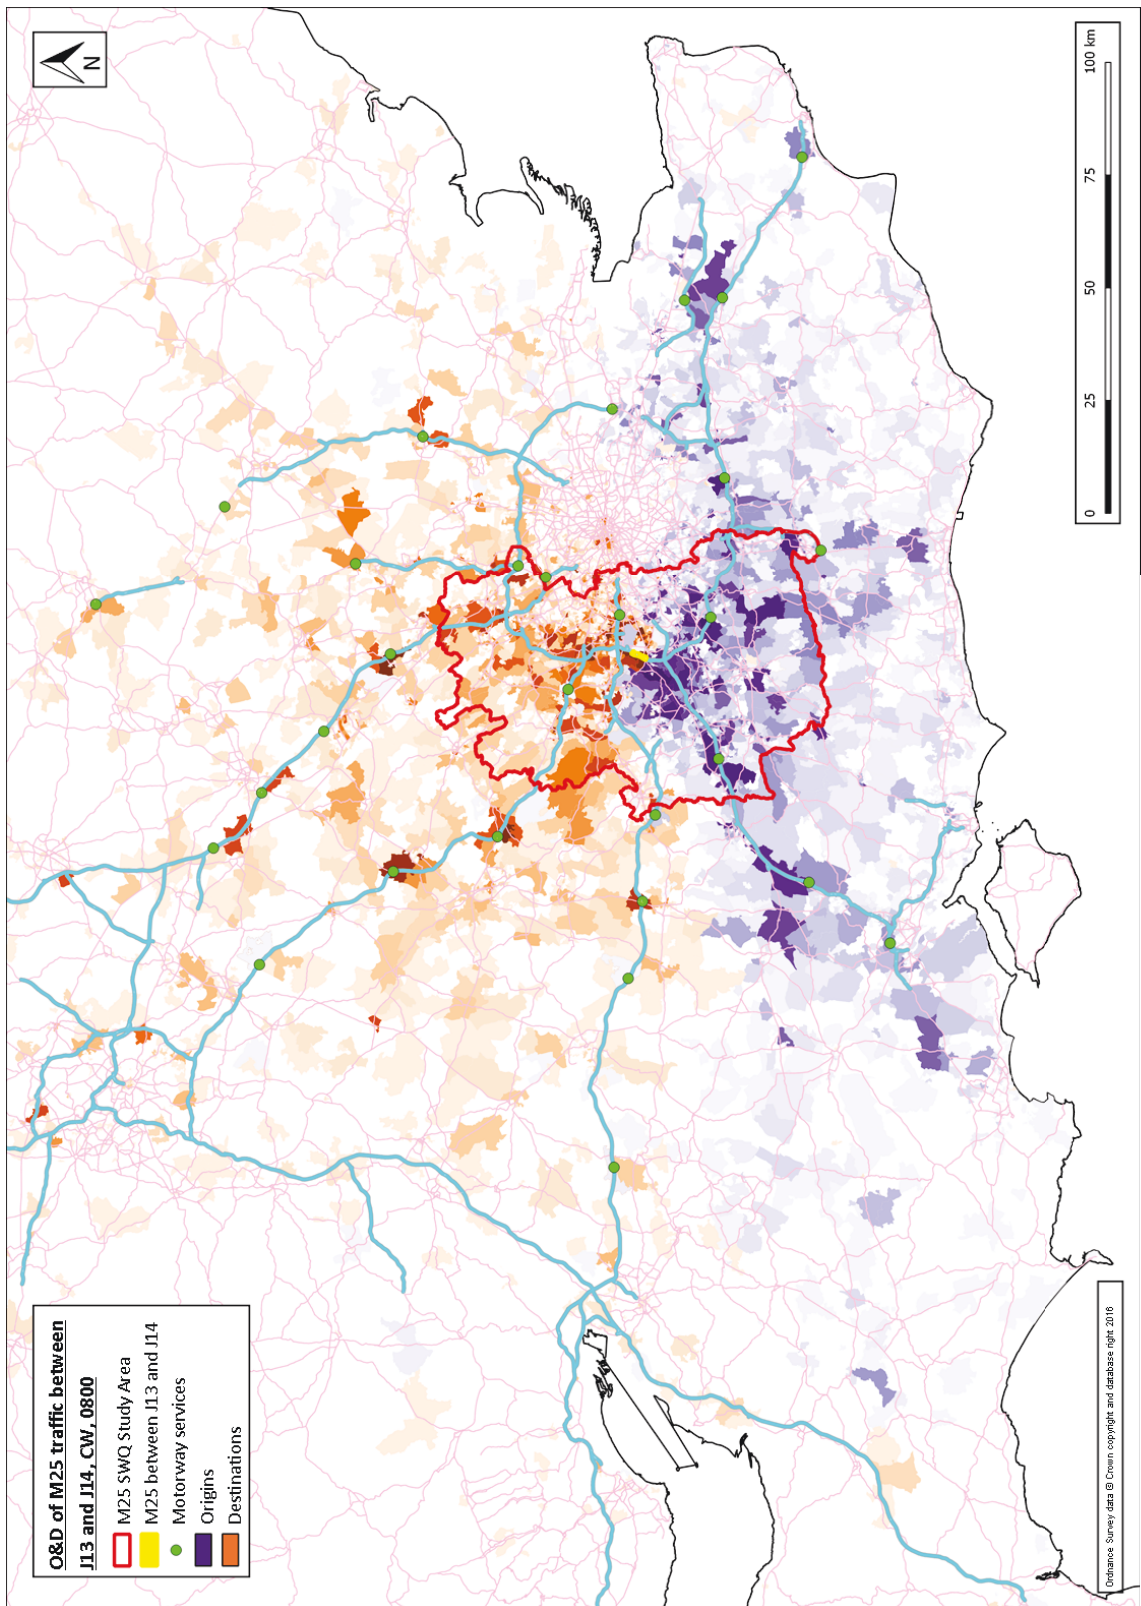 O&D of M25 traffic between
J13 and J14, CW, 0800
M25 SWQ Study Area
M25 between J13 and J14
Motorway services
Origins
Destinations
N
0 25 50 75 100 km
Ordnance Survey data © Crown copyright and database right 2016